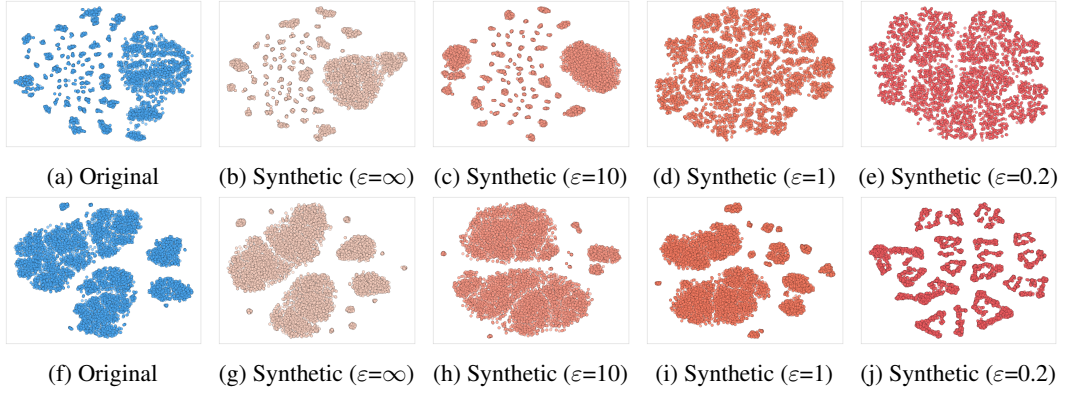 (a) Original (b) Synthetic (ε=∞) (c) Synthetic (ε=10) (d) Synthetic (ε=1) (e) Synthetic (ε=0.2)
(f) Original (g) Synthetic (ε=∞) (h) Synthetic (ε=10) (i) Synthetic (ε=1) (j) Synthetic (ε=0.2)